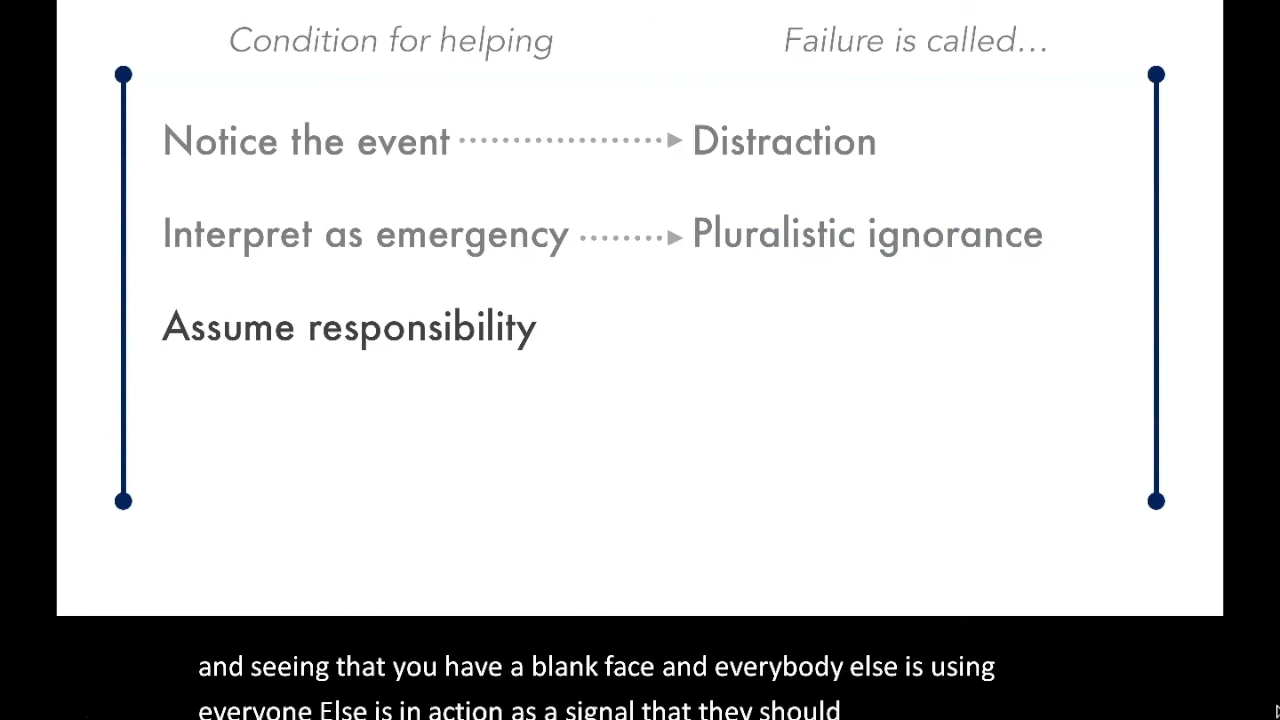 Condition for helping
Failure is called...
Notice the event
Distraction
Interpret as emergency
Pluralistic ignorance
Assume responsibility
and seeing that you have a blank face and everybody else is using
everyone Else is in action as a signal that they should